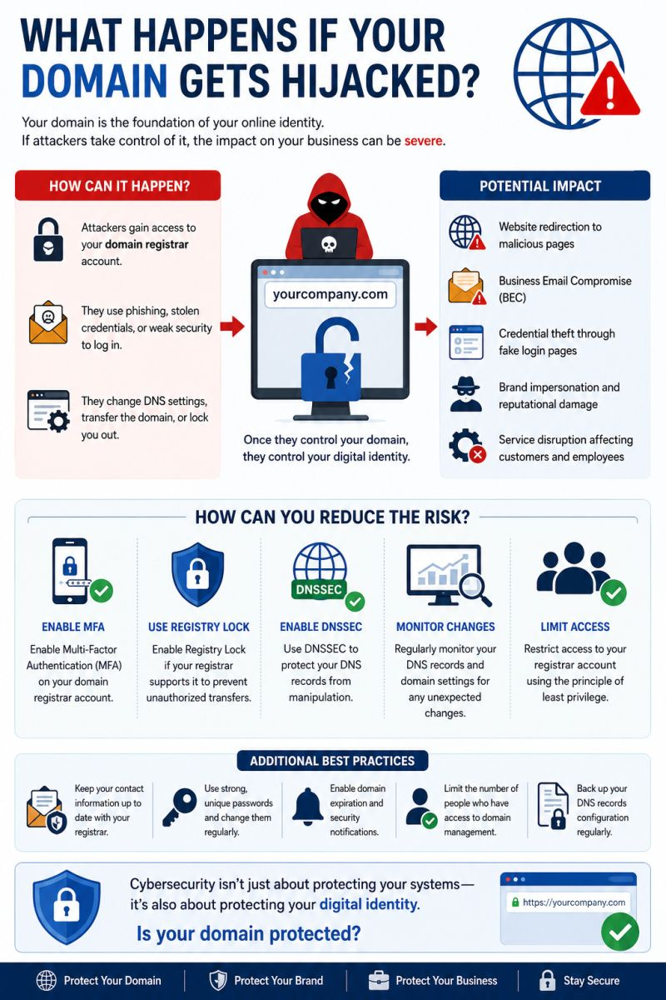 WHAT HAPPENS IF YOUR
DOMAIN GETS HIJACKED?
Your domain is the foundation of your online identity.
If attackers take control of it, the impact on your business can be severe.
HOW CAN IT HAPPEN?
Attackers gain access to
your domain registrar
account.
They use phishing, stolen
credentials, or weak security
to log in.
They change DNS settings,
transfer the domain, or lock
you out.
yourcompany.com
Once they control your domain,
they control your digital identity.
POTENTIAL IMPACT
Website redirection to
malicious pages
Business Email Compromise
(BEC)
Credential theft through
fake login pages
Brand impersonation and
reputational damage
Service disruption affecting
customers and employees
HOW CAN YOU REDUCE THE RISK?
ENABLE MFA
Enable Multi-Factor
Authentication (MFA)
on your domain
registrar account.
USE REGISTRY LOCK
Enable Registry Lock
if your registrar
supports it to prevent
unauthorized transfers.
DNSSEC
ENABLE DNSSEC
Use DNSSEC to
protect your DNS
records from
manipulation.
MONITOR CHANGES
Regularly monitor your
DNS records and
domain settings for
any unexpected
changes.
LIMIT ACCESS
Restrict access to your
registrar account
using the principle of
least privilege.
ADDITIONAL BEST PRACTICES
Keep your contact
information up to
date with your
registrar.
Use strong,
unique passwords
and change them
regularly.
Enable domain
expiration and
security
notifications.
Limit the number of
people who have
access to domain
management.
Back up your
DNS records
configuration
regularly.
Cybersecurity isn't just about protecting your systems—
it's also about protecting your digital identity.
Is your domain protected?
https://yourcompany.com
Protect Your Domain
Protect Your Brand
Protect Your Business
Stay Secure